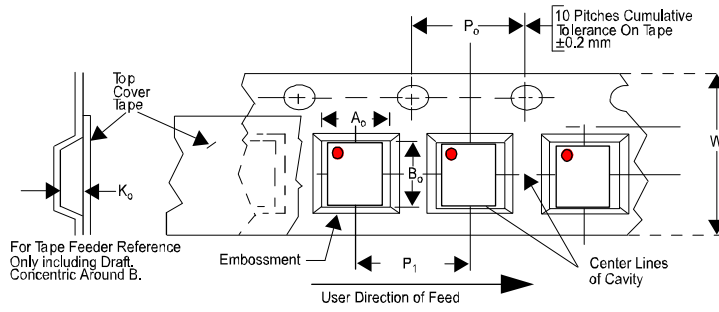 10 Pitches Cumulative
Tolerance On Tape
±0.2 mm
Po
Top
Cover
Tape
Ao
W
Bo
Ko
For Tape Feeder Reference
Only including Draft.
Concentric Around B.
Embossment
P1
Center Lines
of Cavity
User Direction of Feed